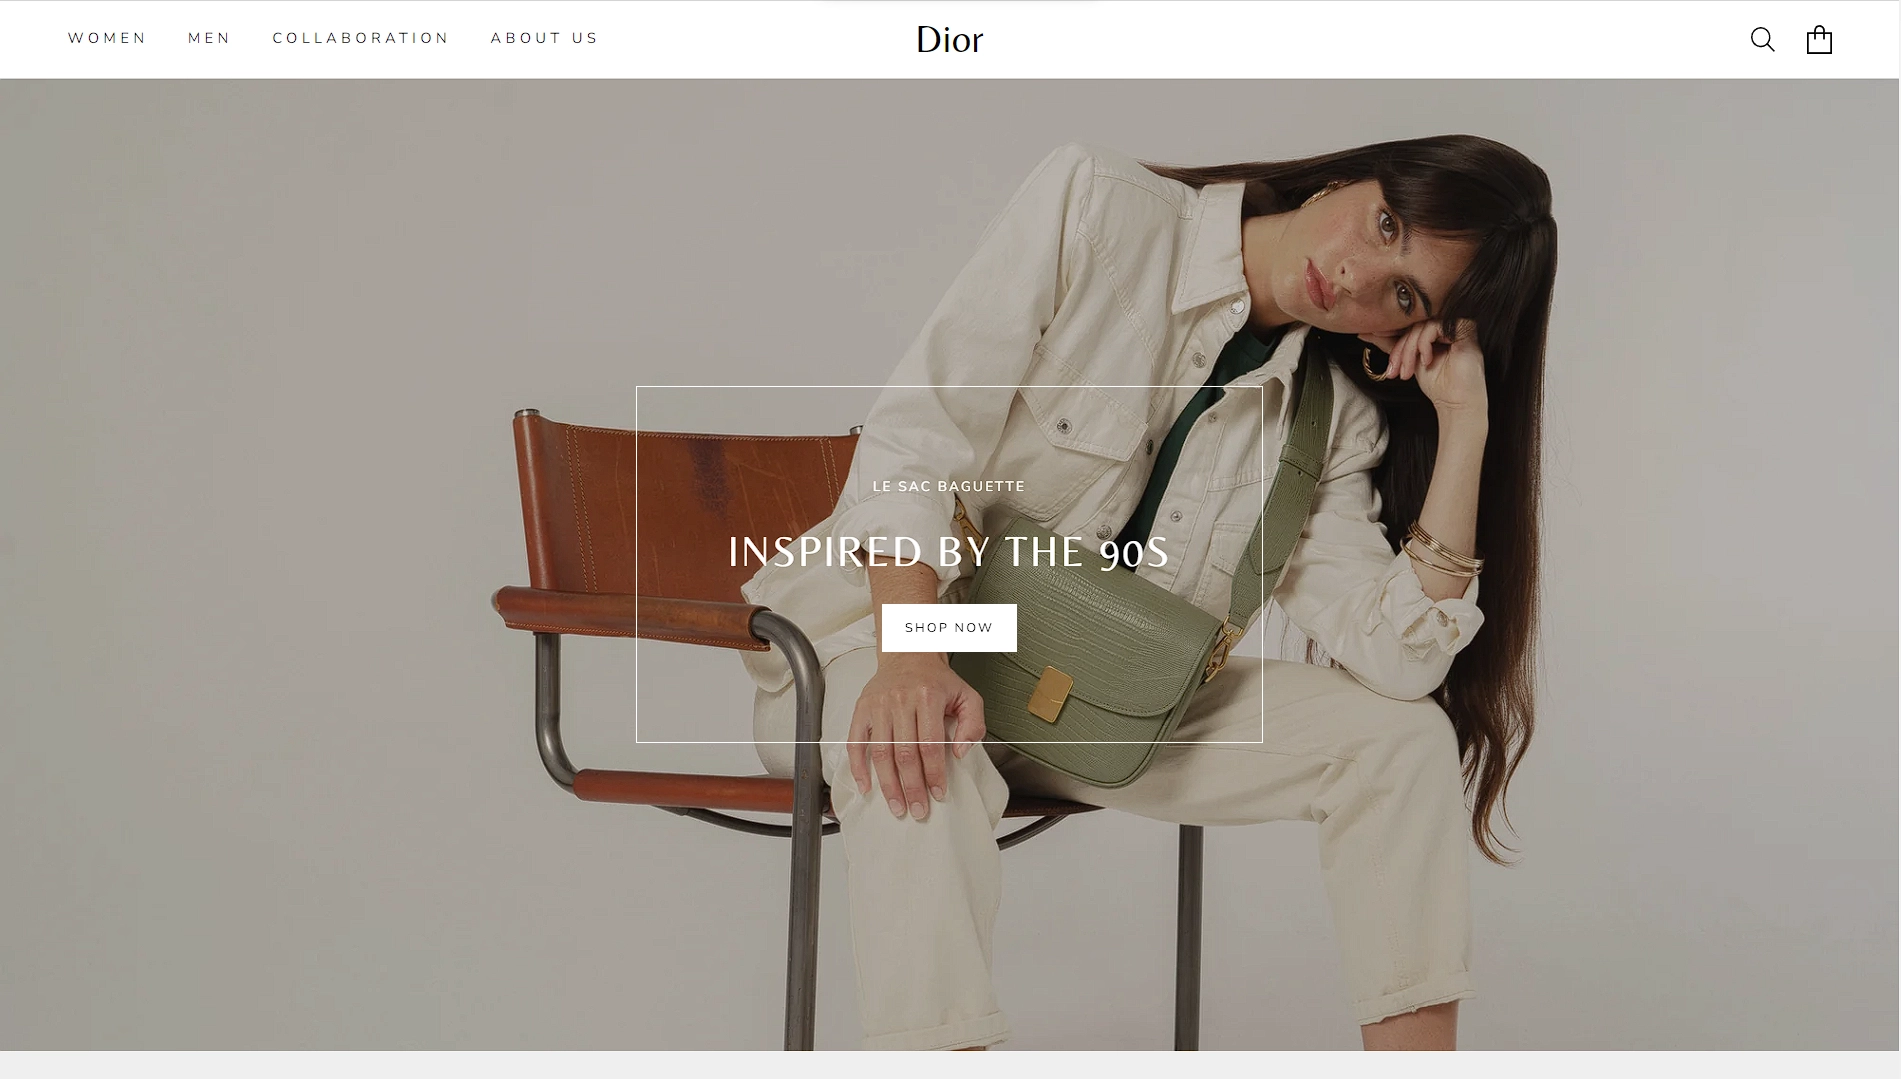 WOMEN MEN COLLABORATION ABOUT US Dior
LE SAC BAGUETTE
INSPIRED BY THE 90S
SHOP NOW